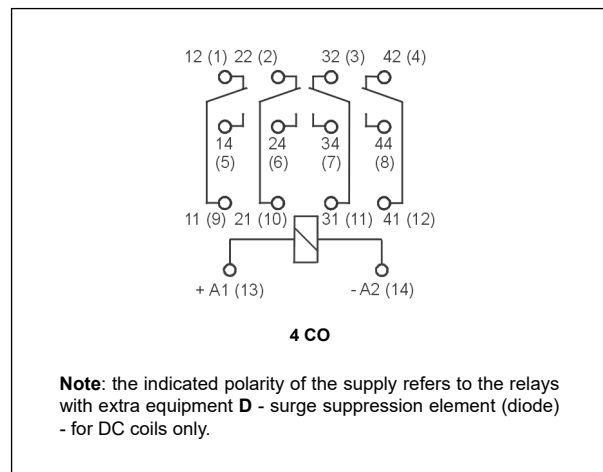 12 (1) 22 (2) 32 (3) 42 (4)
14 24 34 44
(5) (6) (7) (8)
11 (9) 21 (10) 31 (11) 41 (12)
+ A1 (13) - A2 (14)
4 CO
Note: the indicated polarity of the supply refers to the relays
with extra equipment D - surge suppression element (diode)
- for DC coils only.